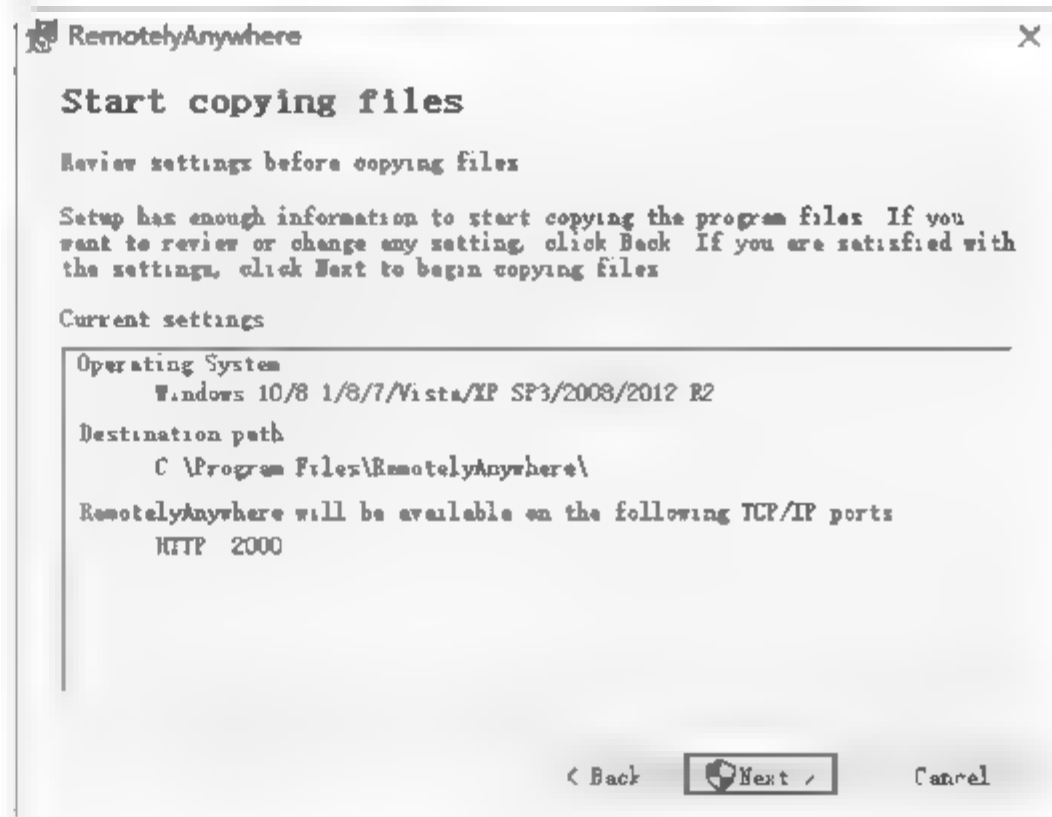 RemotelyAnywhere
Start copying files
Review settings before copying files
Setup has enough information to start copying the program files If you
want to review or change any setting, click Back If you are satisfied with
the settings, click Next to begin copying files
Current settings
Operating System
Windows 10/8 1/8/7/Vista/XP SP3/2008/2012 R2
Destination path
C \Program Files\RemotelyAnywhere\
RemotelyAnywhere will be available on the following TCP/IP ports
HTTP 2000
< Back
Next >
Cancel